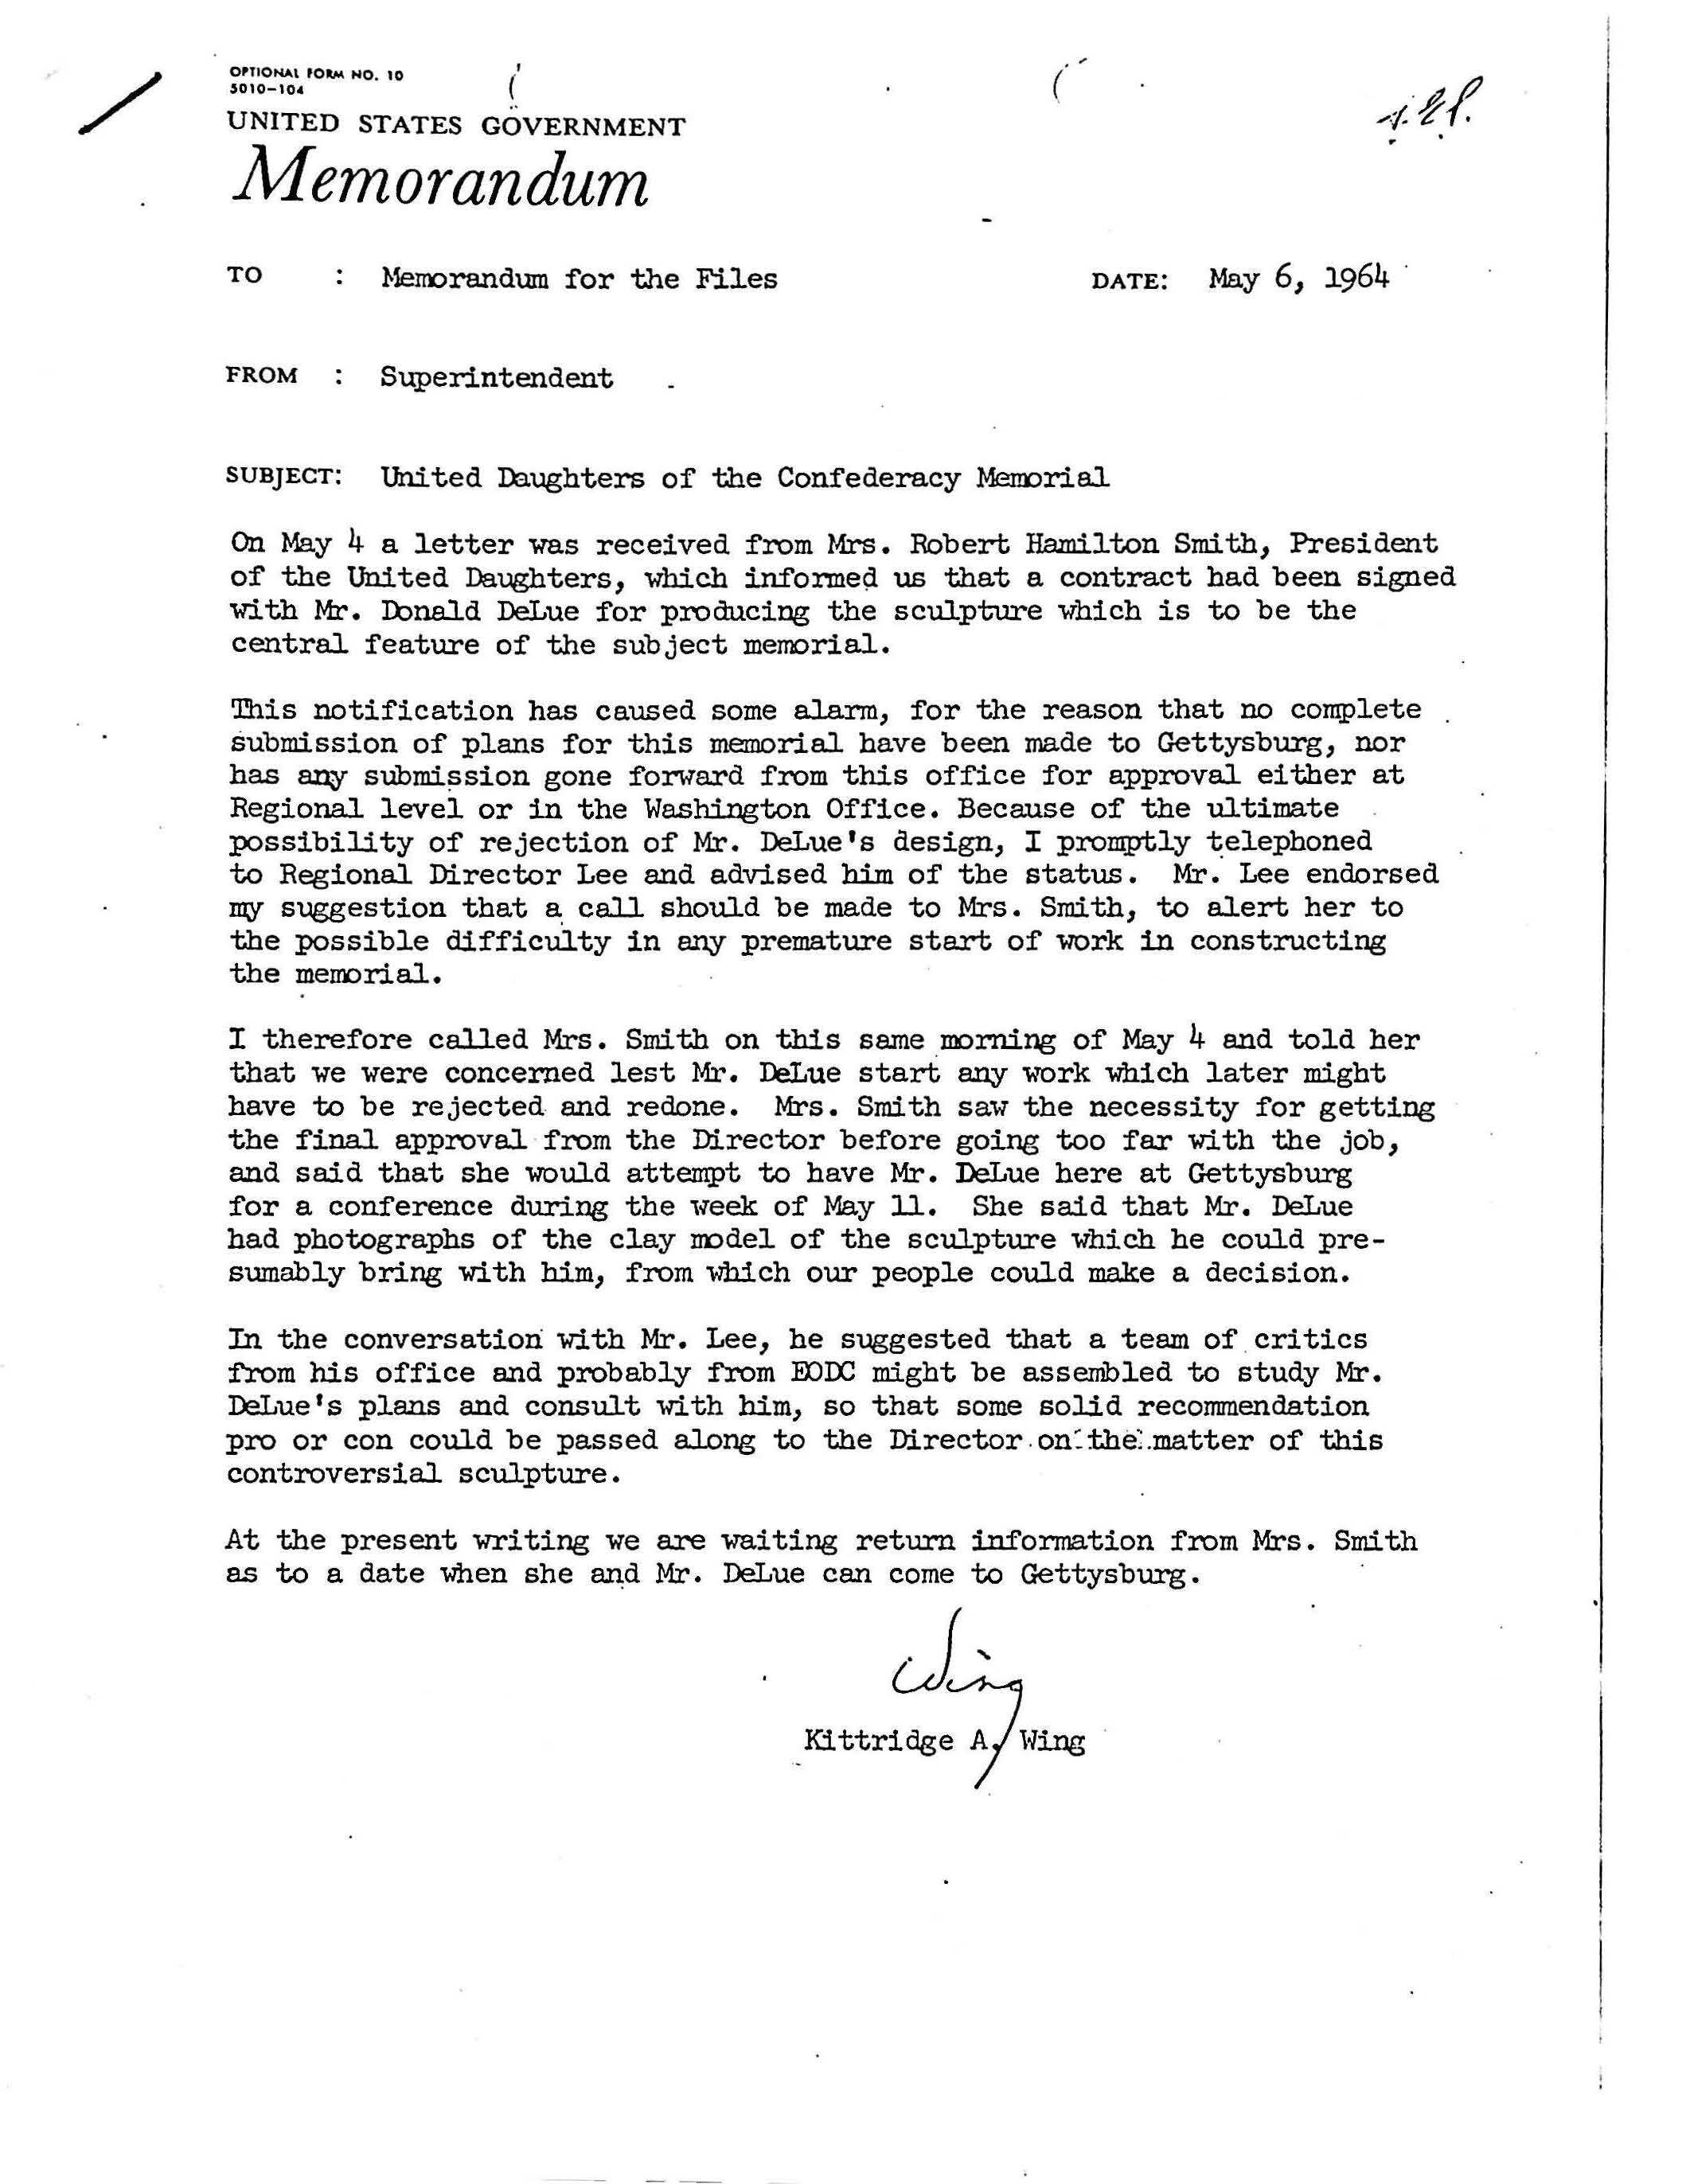 OPTIONAL FORM NO. 10
5010-104
UNITED STATES GOVERNMENT
Memorandum
TO : Memorandum for the Files DATE: May 6, 1964
FROM : Superintendent
SUBJECT: United Daughters of the Confederacy Memorial
On May 4 a letter was received from Mrs. Robert Hamilton Smith, President
of the United Daughters, which informed us that a contract had been signed
with Mr. Donald DeLue for producing the sculpture which is to be the
central feature of the subject memorial.
This notification has caused some alarm, for the reason that no complete
submission of plans for this memorial have been made to Gettysburg, nor
has any submission gone forward from this office for approval either at
Regional level or in the Washington Office. Because of the ultimate
possibility of rejection of Mr. DeLue's design, I promptly telephoned
to Regional Director Lee and advised him of the status. Mr. Lee endorsed
my suggestion that a call should be made to Mrs. Smith, to alert her to
the possible difficulty in any premature start of work in constructing
the memorial.
I therefore called Mrs. Smith on this same morning of May 4 and told her
that we were concerned lest Mr. DeLue start any work which later might
have to be rejected and redone. Mrs. Smith saw the necessity for getting
the final approval from the Director before going too far with the job,
and said that she would attempt to have Mr. DeLue here at Gettysburg
for a conference during the week of May 11. She said that Mr. DeLue
had photographs of the clay model of the sculpture which he could pre-
sumably bring with him, from which our people could make a decision.
In the conversation with Mr. Lee, he suggested that a team of critics
from his office and probably from EODC might be assembled to study Mr.
DeLue's plans and consult with him, so that some solid recommendation
pro or con could be passed along to the Director on the matter of this
controversial sculpture.
At the present writing we are waiting return information from Mrs. Smith
as to a date when she and Mr. DeLue can come to Gettysburg.
Wing
Kittridge A. Wing